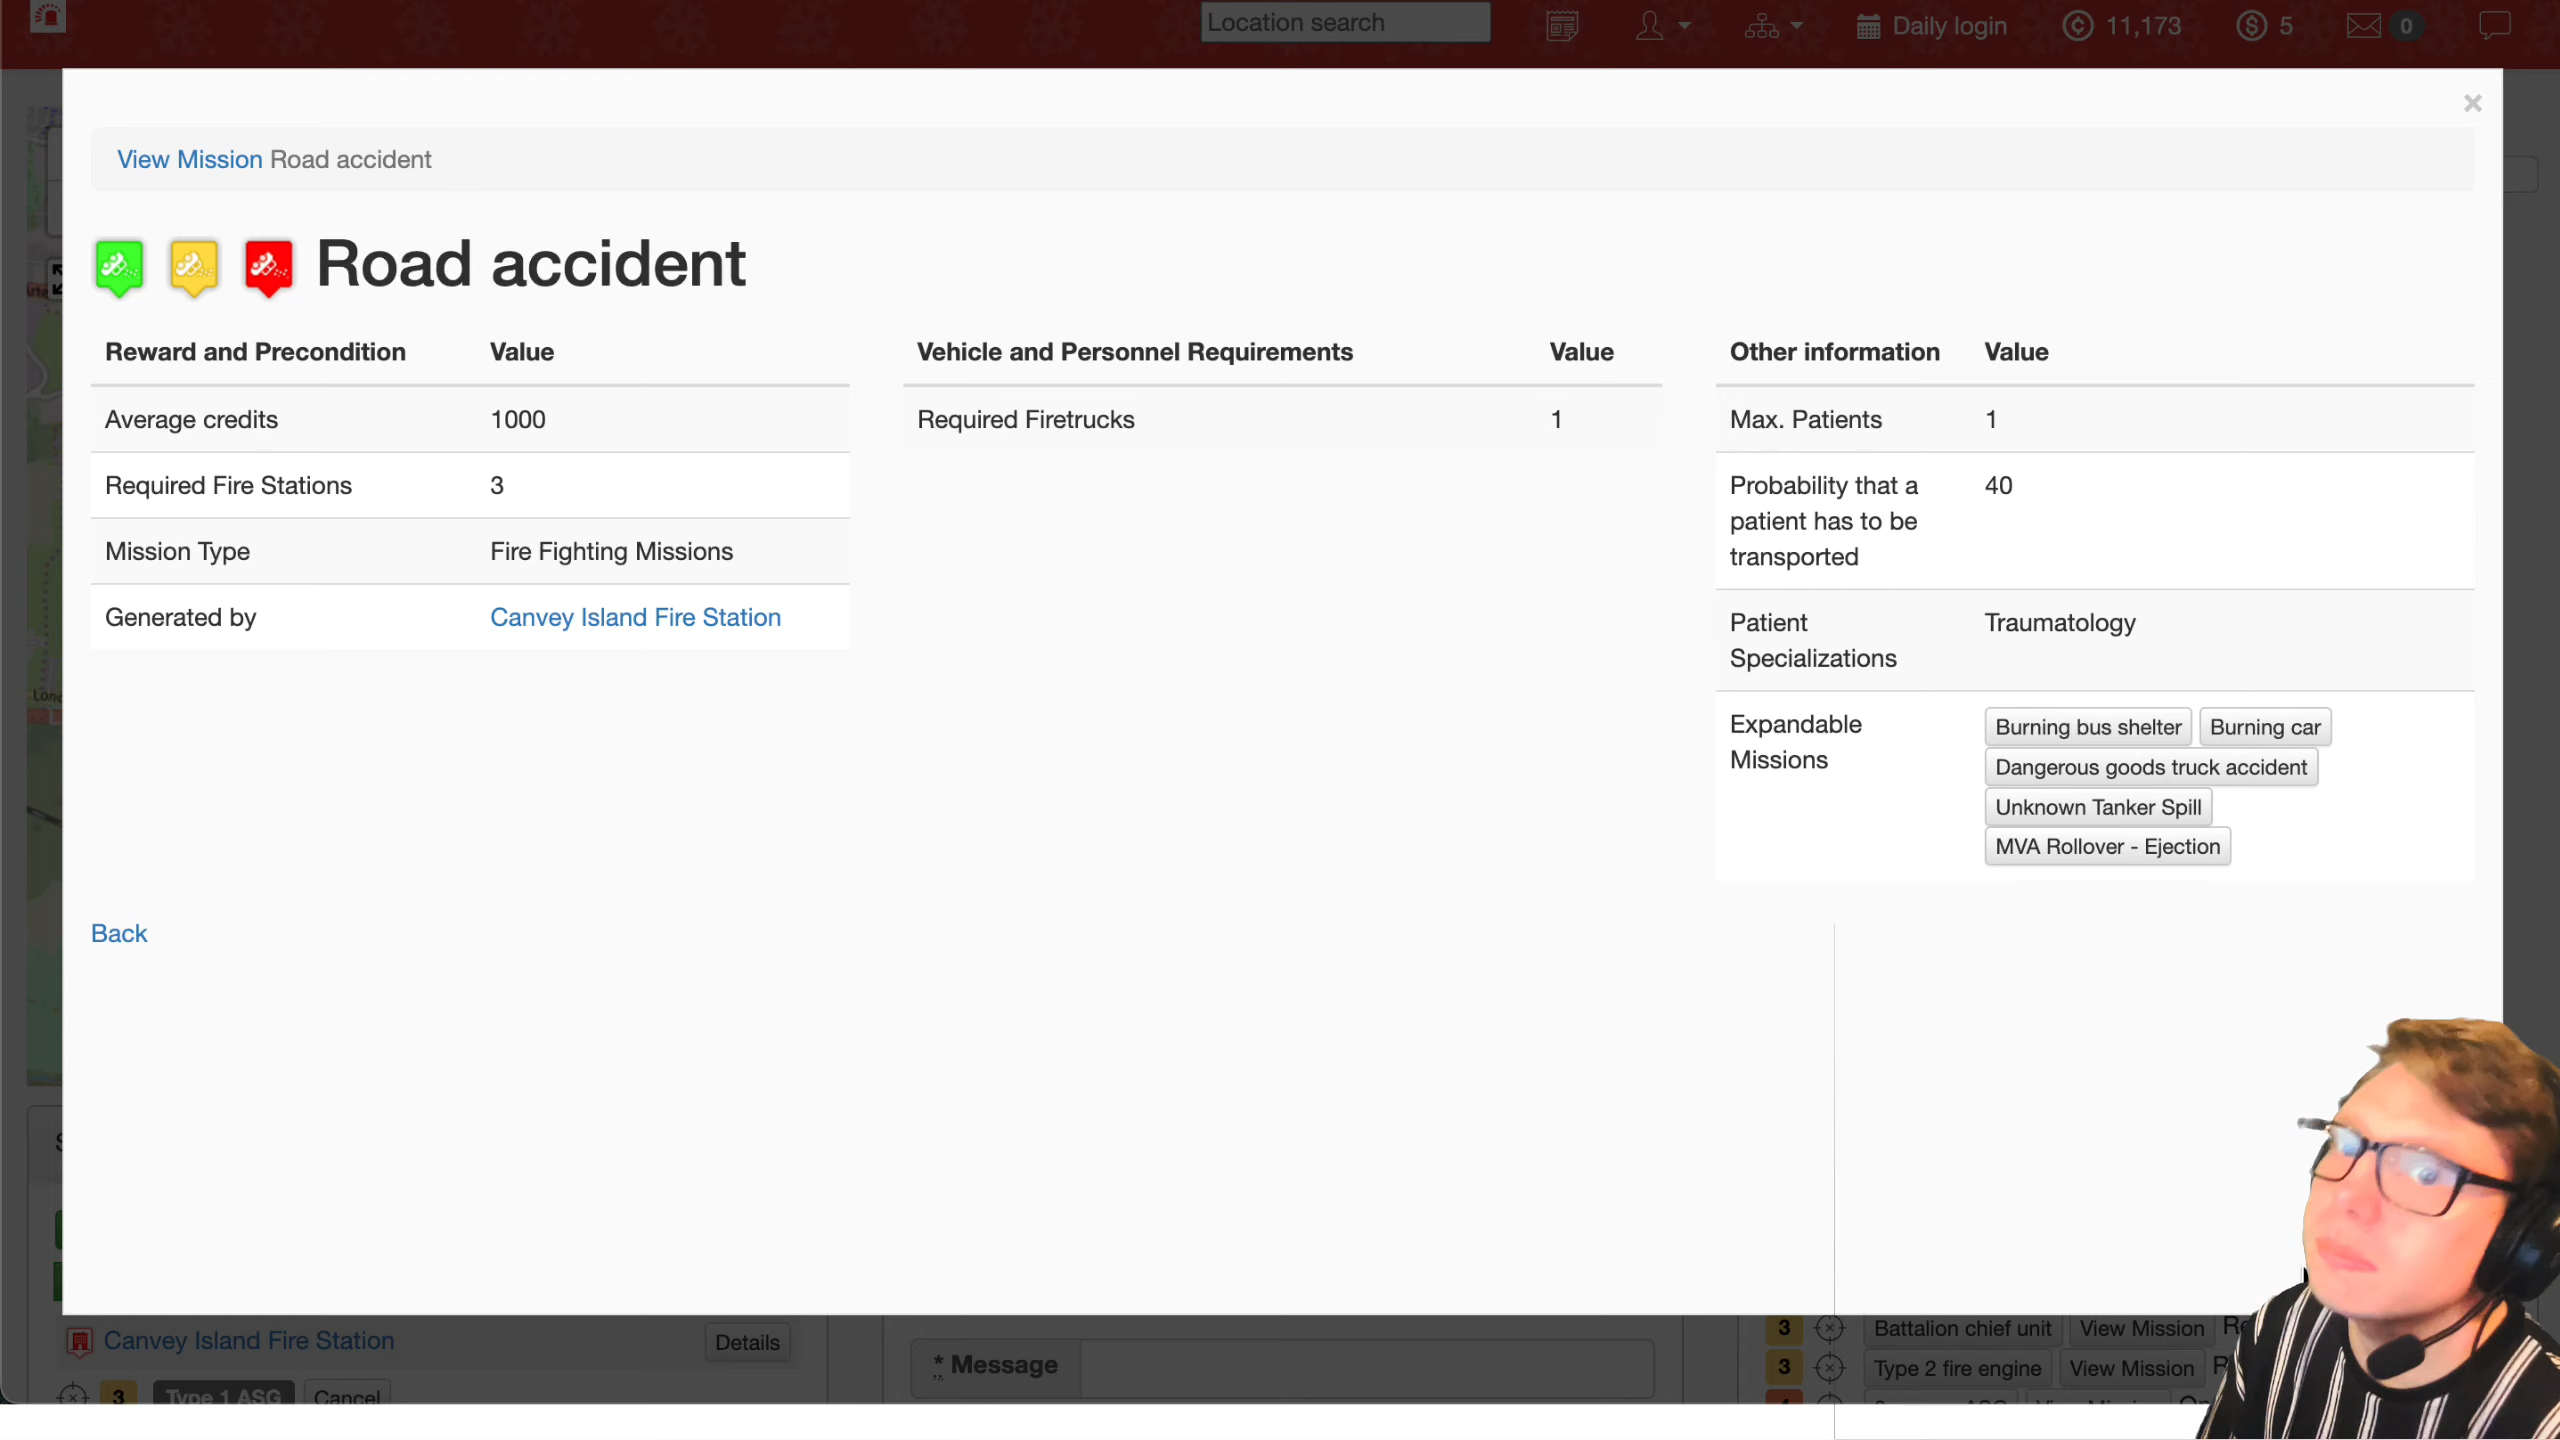 Location search
Daily login
11,173
5
0
View Mission Road accident
×
Road accident
Reward and Precondition Value
Average credits 1000
Required Fire Stations 3
Mission Type Fire Fighting Missions
Generated by Canvey Island Fire Station
Vehicle and Personnel Requirements Value
Required Firetrucks 1
Other information Value
Max. Patients 1
Probability that a 40
patient has to be
transported
Patient Traumatology
Specializations
Expandable Burning bus shelter Burning car
Missions Dangerous goods truck accident
Unknown Tanker Spill
MVA Rollover - Ejection
Back
Canvey Island Fire Station Details
3 Type 1 ASG Cancel
* Message
3 Battalion chief unit View Mission
3 Type 2 fire engine View Mission